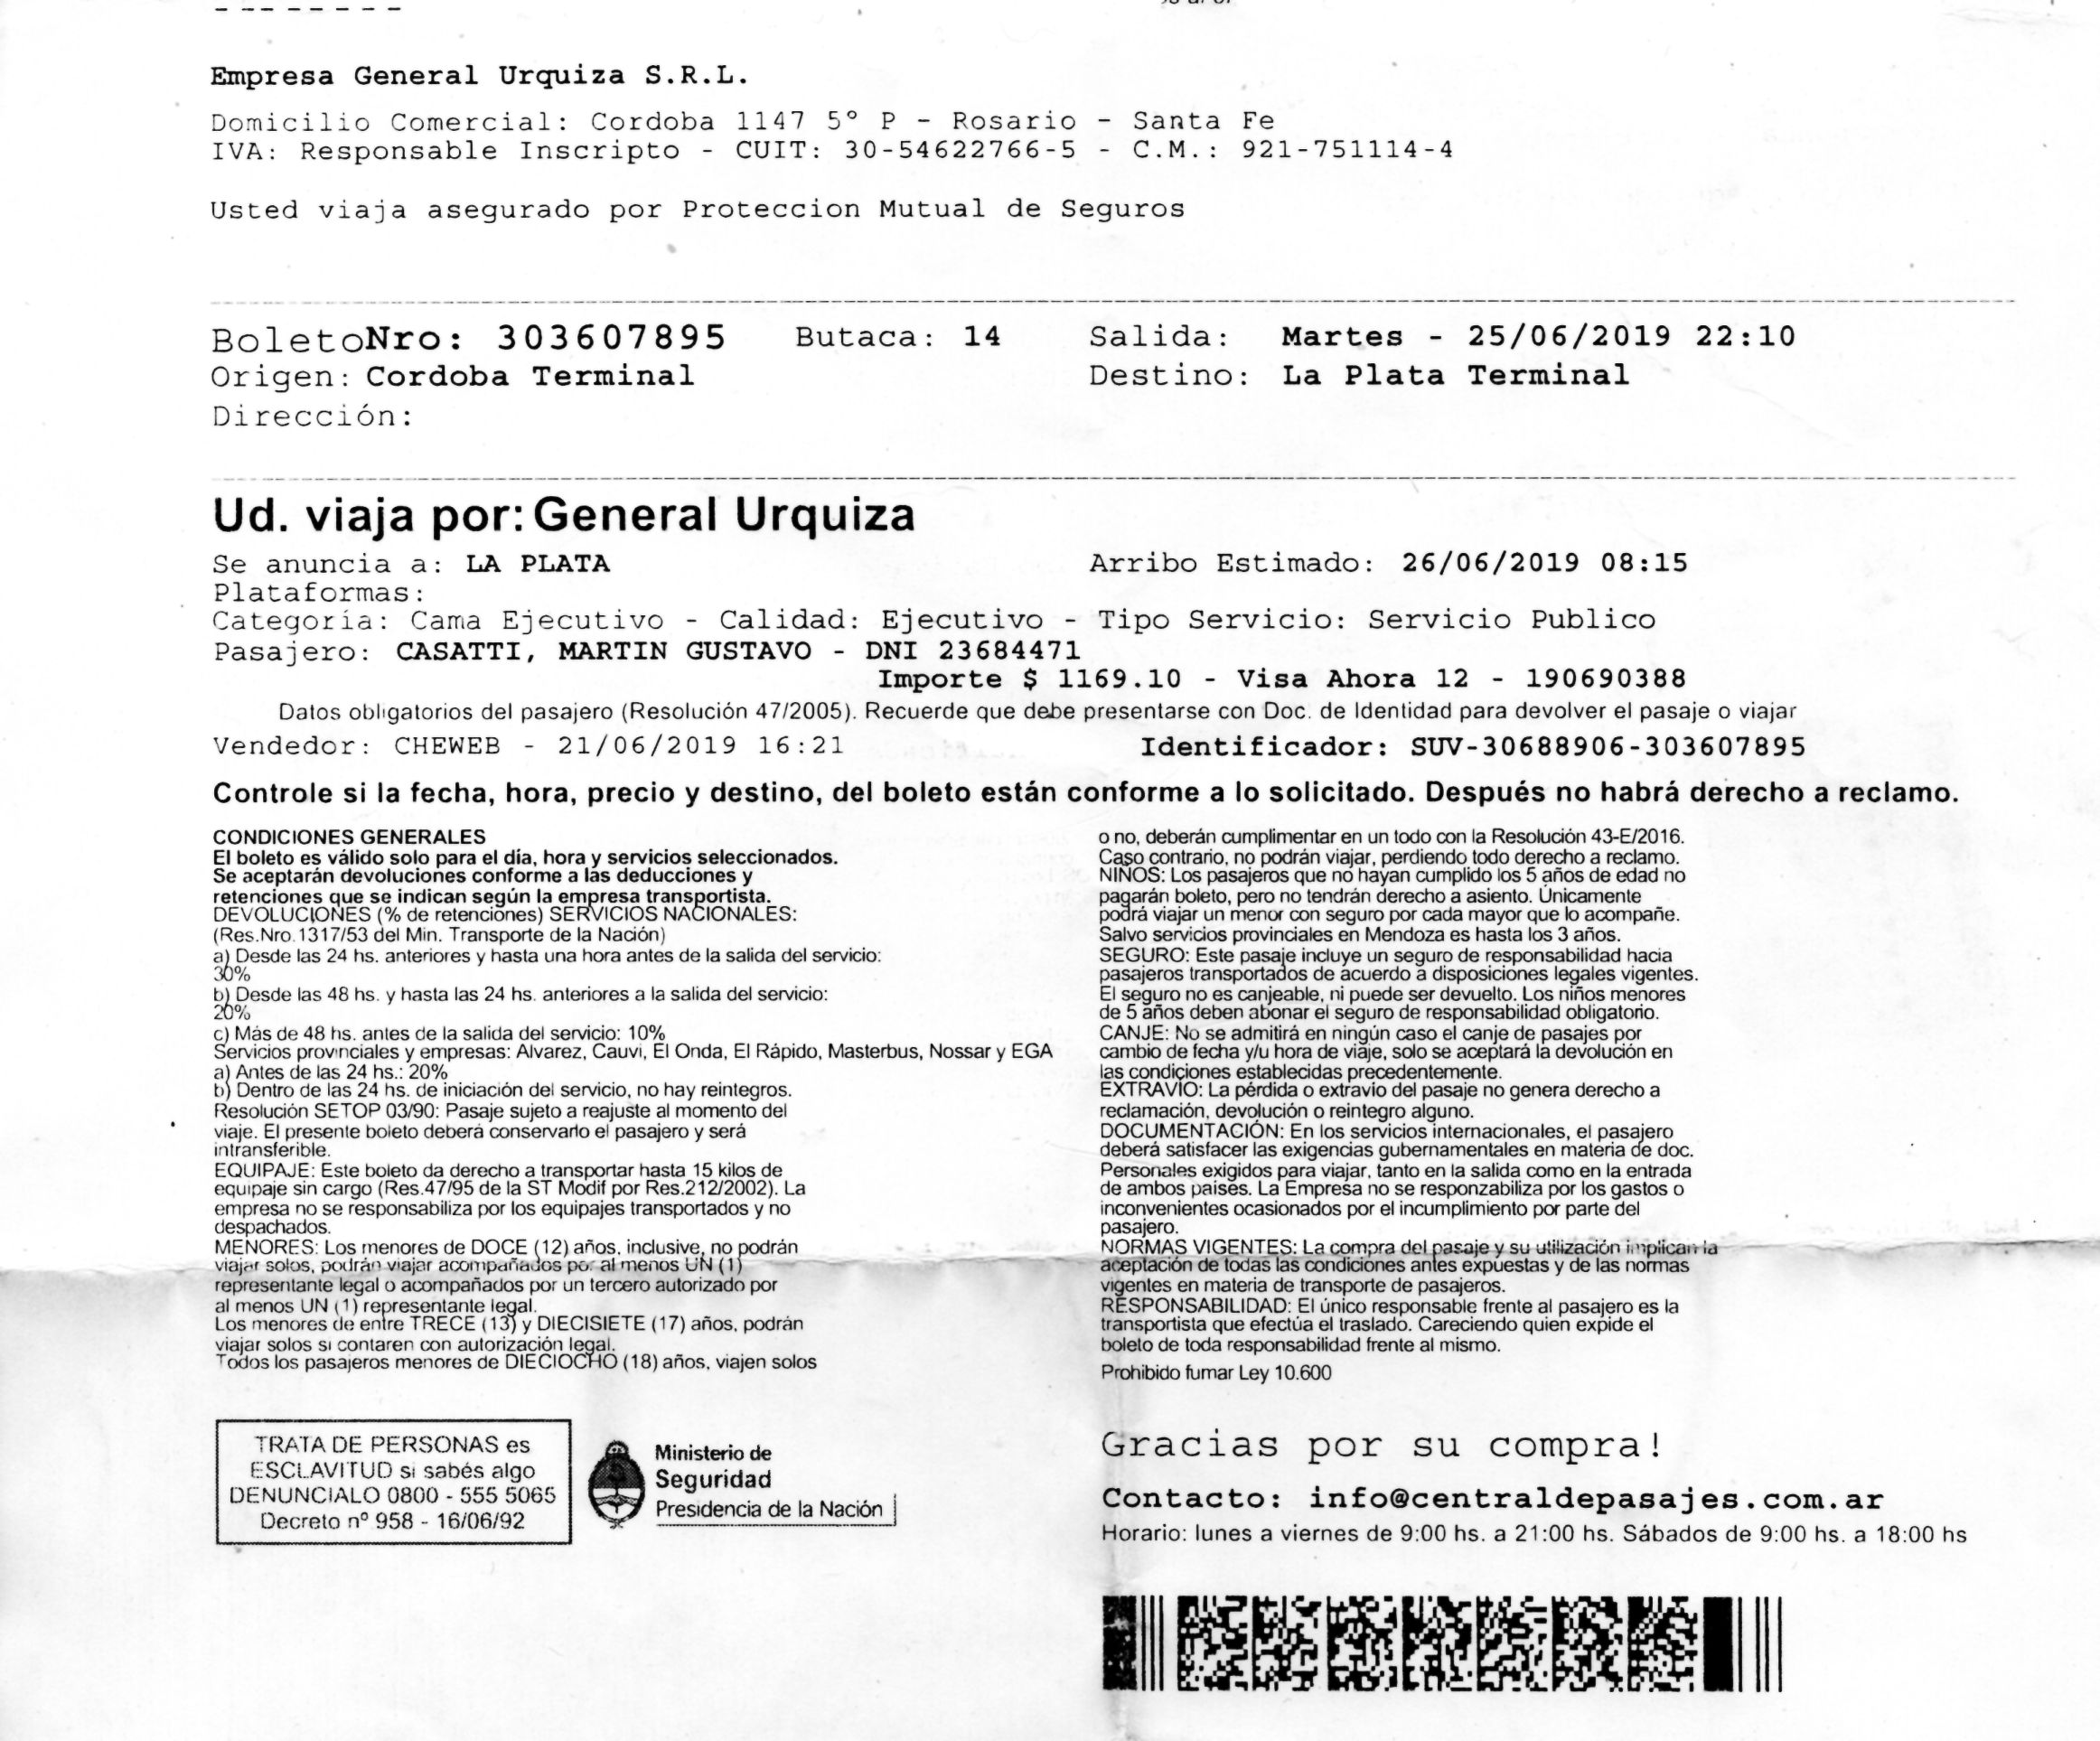 Empresa General Urquiza S.R.L.
Domicilio Comercial: Cordoba 1147 5° P - Rosario - Santa Fe
IVA: Responsable Inscripto - CUIT: 30-54622766-5 - C.M.: 921-751114-4
Usted viaja asegurado por Proteccion Mutual de Seguros
BoletoNro: 303607895 Butaca: 14 Salida: Martes - 25/06/2019 22:10
Origen: Cordoba Terminal Destino: La Plata Terminal
Dirección:
Ud. viaja por: General Urquiza
Se anuncia a: LA PLATA Arribo Estimado: 26/06/2019 08:15
Plataformas:
Categoría: Cama Ejecutivo - Calidad: Ejecutivo - Tipo Servicio: Servicio Publico
Pasajero: CASATTI, MARTIN GUSTAVO - DNI 23684471
Importe $ 1169.10 - Visa Ahora 12 - 190690388
Datos obligatorios del pasajero (Resolución 47/2005). Recuerde que debe presentarse con Doc. de Identidad para devolver el pasaje o viajar
Vendedor: CHEWEB - 21/06/2019 16:21 Identificador: SUV-30688906-303607895
Controle si la fecha, hora, precio y destino, del boleto están conforme a lo solicitado. Después no habrá derecho a reclamo.
CONDICIONES GENERALES
El boleto es válido solo para el día, hora y servicios seleccionados.
Se aceptarán devoluciones conforme a las deducciones y
retenciones que se indican según la empresa transportista.
DEVOLUCIONES (% de retenciones) SERVICIOS NACIONALES:
(Res.Nro.1317/53 del Min. Transporte de la Nación)
a) Desde las 24 hs. anteriores y hasta una hora antes de la salida del servicio:
30%
b) Desde las 48 hs. y hasta las 24 hs. anteriores a la salida del servicio:
20%
c) Más de 48 hs. antes de la salida del servicio: 10%
Servicios provinciales y empresas: Alvarez, Cauvi, El Onda, El Rápido, Masterbus, Nossar y EGA
a) Antes de las 24 hs.: 20%
b) Dentro de las 24 hs. de iniciación del servicio, no hay reintegros.
Resolución SETOP 03/90: Pasaje sujeto a reajuste al momento del
viaje. El presente boleto deberá conservarlo el pasajero y será
intransferible.
EQUIPAJE: Este boleto da derecho a transportar hasta 15 kilos de
equipaje sin cargo (Res.47/95 de la ST Modif por Res.212/2002). La
empresa no se responsabiliza por los equipajes transportados y no
despachados.
MENORES: Los menores de DOCE (12) años, inclusive, no podrán
viajar solos, podrán viajar acompañados por al menos UN (1)
representante legal o acompañados por un tercero autorizado por
al menos UN (1) representante legal.
Los menores de entre TRECE (13) y DIECISIETE (17) años, podrán
viajar solos si contaren con autorización legal.
Todos los pasajeros menores de DIECIOCHO (18) años, viajen solos
o no, deberán cumplimentar en un todo con la Resolución 43-E/2016.
Caso contrario, no podrán viajar, perdiendo todo derecho a reclamo.
NIÑOS: Los pasajeros que no hayan cumplido los 5 años de edad no
pagarán boleto, pero no tendrán derecho a asiento. Únicamente
podrá viajar un menor con seguro por cada mayor que lo acompañe.
Salvo servicios provinciales en Mendoza es hasta los 3 años.
SEGURO: Este pasaje incluye un seguro de responsabilidad hacia
pasajeros transportados de acuerdo a disposiciones legales vigentes.
El seguro no es canjeable, ni puede ser devuelto. Los niños menores
de 5 años deben abonar el seguro de responsabilidad obligatorio.
CANJE: No se admitirá en ningún caso el canje de pasajes por
cambio de fecha y/u hora de viaje, solo se aceptará la devolución en
las condiciones establecidas precedentemente.
EXTRAVIO: La pérdida o extravio del pasaje no genera derecho a
reclamación, devolución o reintegro alguno.
DOCUMENTACIÓN: En los servicios internacionales, el pasajero
deberá satisfacer las exigencias gubernamentales en materia de doc.
Personales exigidos para viajar, tanto en la salida como en la entrada
de ambos países. La Empresa no se responzabiliza por los gastos o
inconvenientes ocasionados por el incumplimiento por parte del
pasajero.
NORMAS VIGENTES: La compra del pasaje y su utilización implican la
aceptación de todas las condiciones antes expuestas y de las normas
vigentes en materia de transporte de pasajeros.
RESPONSABILIDAD: El único responsable frente al pasajero es la
transportista que efectúa el traslado. Careciendo quien expide el
boleto de toda responsabilidad frente al mismo.
Prohibido fumar Ley 10.600
TRATA DE PERSONAS es
ESCLAVITUD si sabés algo
DENUNCIALO 0800 - 555 5065
Decreto nº 958 - 16/06/92
Ministerio de
Seguridad
Presidencia de la Nación
Gracias por su compra!
Contacto: info@centraldepasajes.com.ar
Horario: lunes a viernes de 9:00 hs. a 21:00 hs. Sábados de 9:00 hs. a 18:00 hs